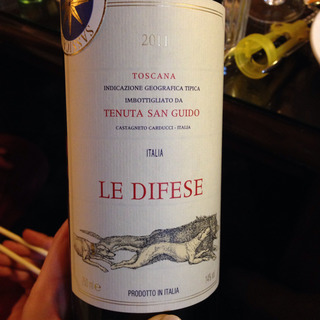 2011
TOSCANA
INDICAZIONE GEOGRAFICA TIPICA
IMBOTTIGLIATO DA
TENUTA SAN GUIDO
CASTAGNETO CARDUCCI - ITALIA
ITALIA
LE DIFESE
PRODOTTO IN ITALIA